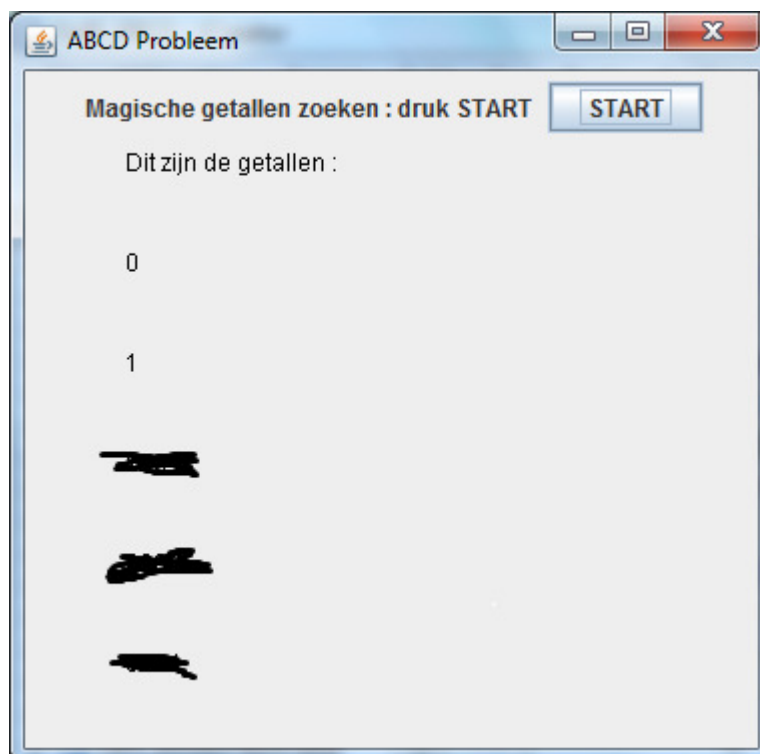 ABCD Probleem
Magische getallen zoeken : druk START START
Dit zijn de getallen :
0
1